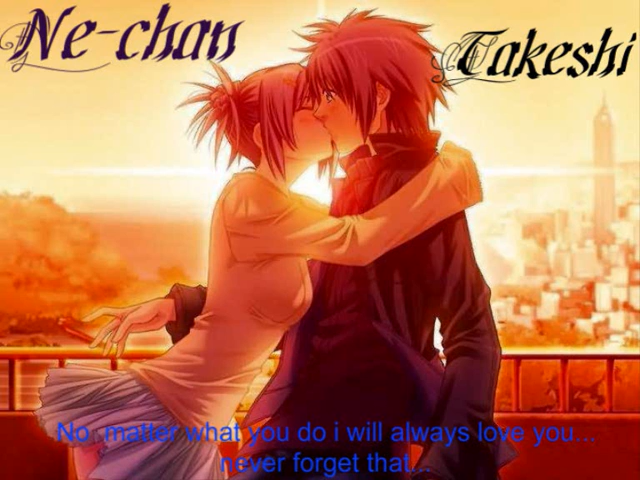 Ne-chan
Takeshi
No matter what you do i will always love you...
never forget that...